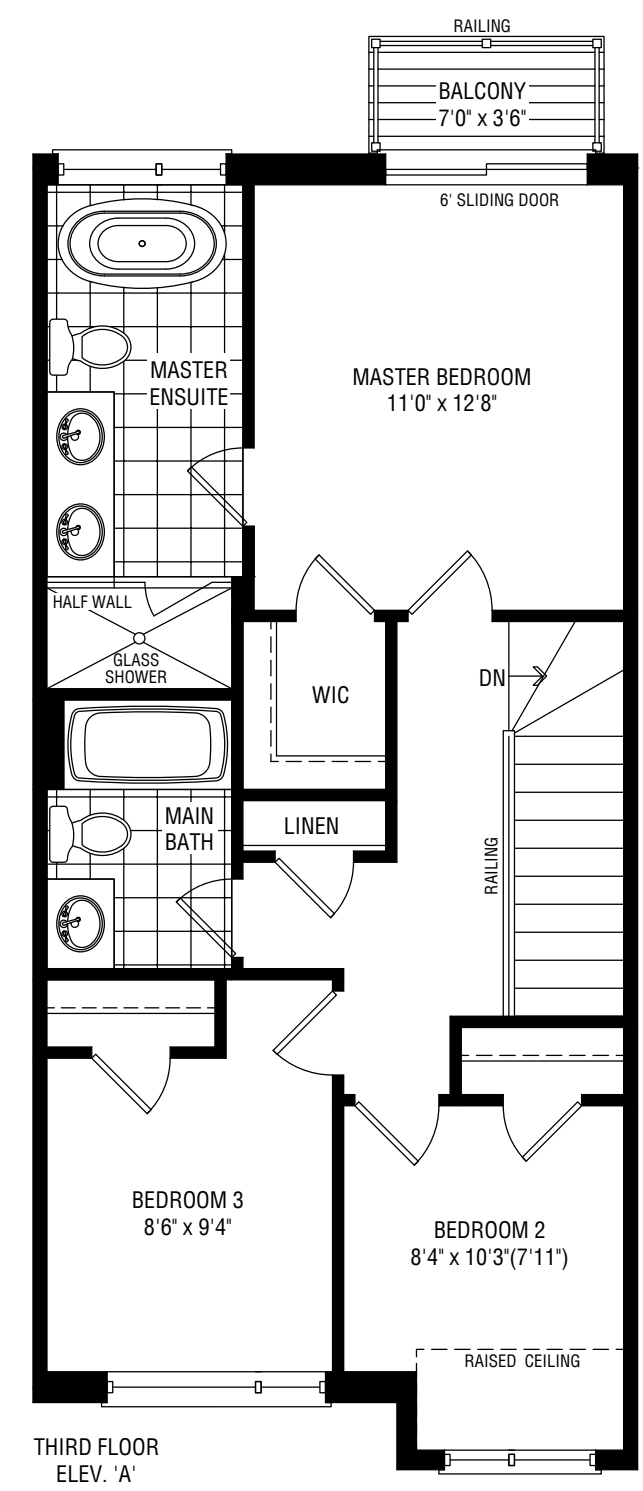 RAILING
BALCONY
7'0" x 3'6"
6' SLIDING DOOR
MASTER
ENSUITE
MASTER BEDROOM
11'0" x 12'8"
HALF WALL
GLASS
SHOWER
WIC
DN
MAIN
BATH
LINEN
RAILING
BEDROOM 3
8'6" x 9'4"
BEDROOM 2
8'4" x 10'3"(7'11")
RAISED CEILING
THIRD FLOOR
ELEV. 'A'